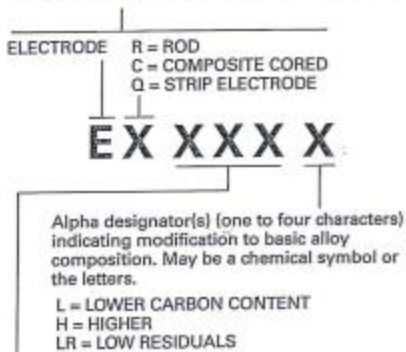 ELECTRODE R = ROD
C = COMPOSITE CORED
Q = STRIP ELECTRODE
EX XXX X
Alpha designator(s) (one to four characters)
indicating modification to basic alloy
composition. May be a chemical symbol or
the letters.
L = LOWER CARBON CONTENT
H = HIGHER
LR = LOW RESIDUALS